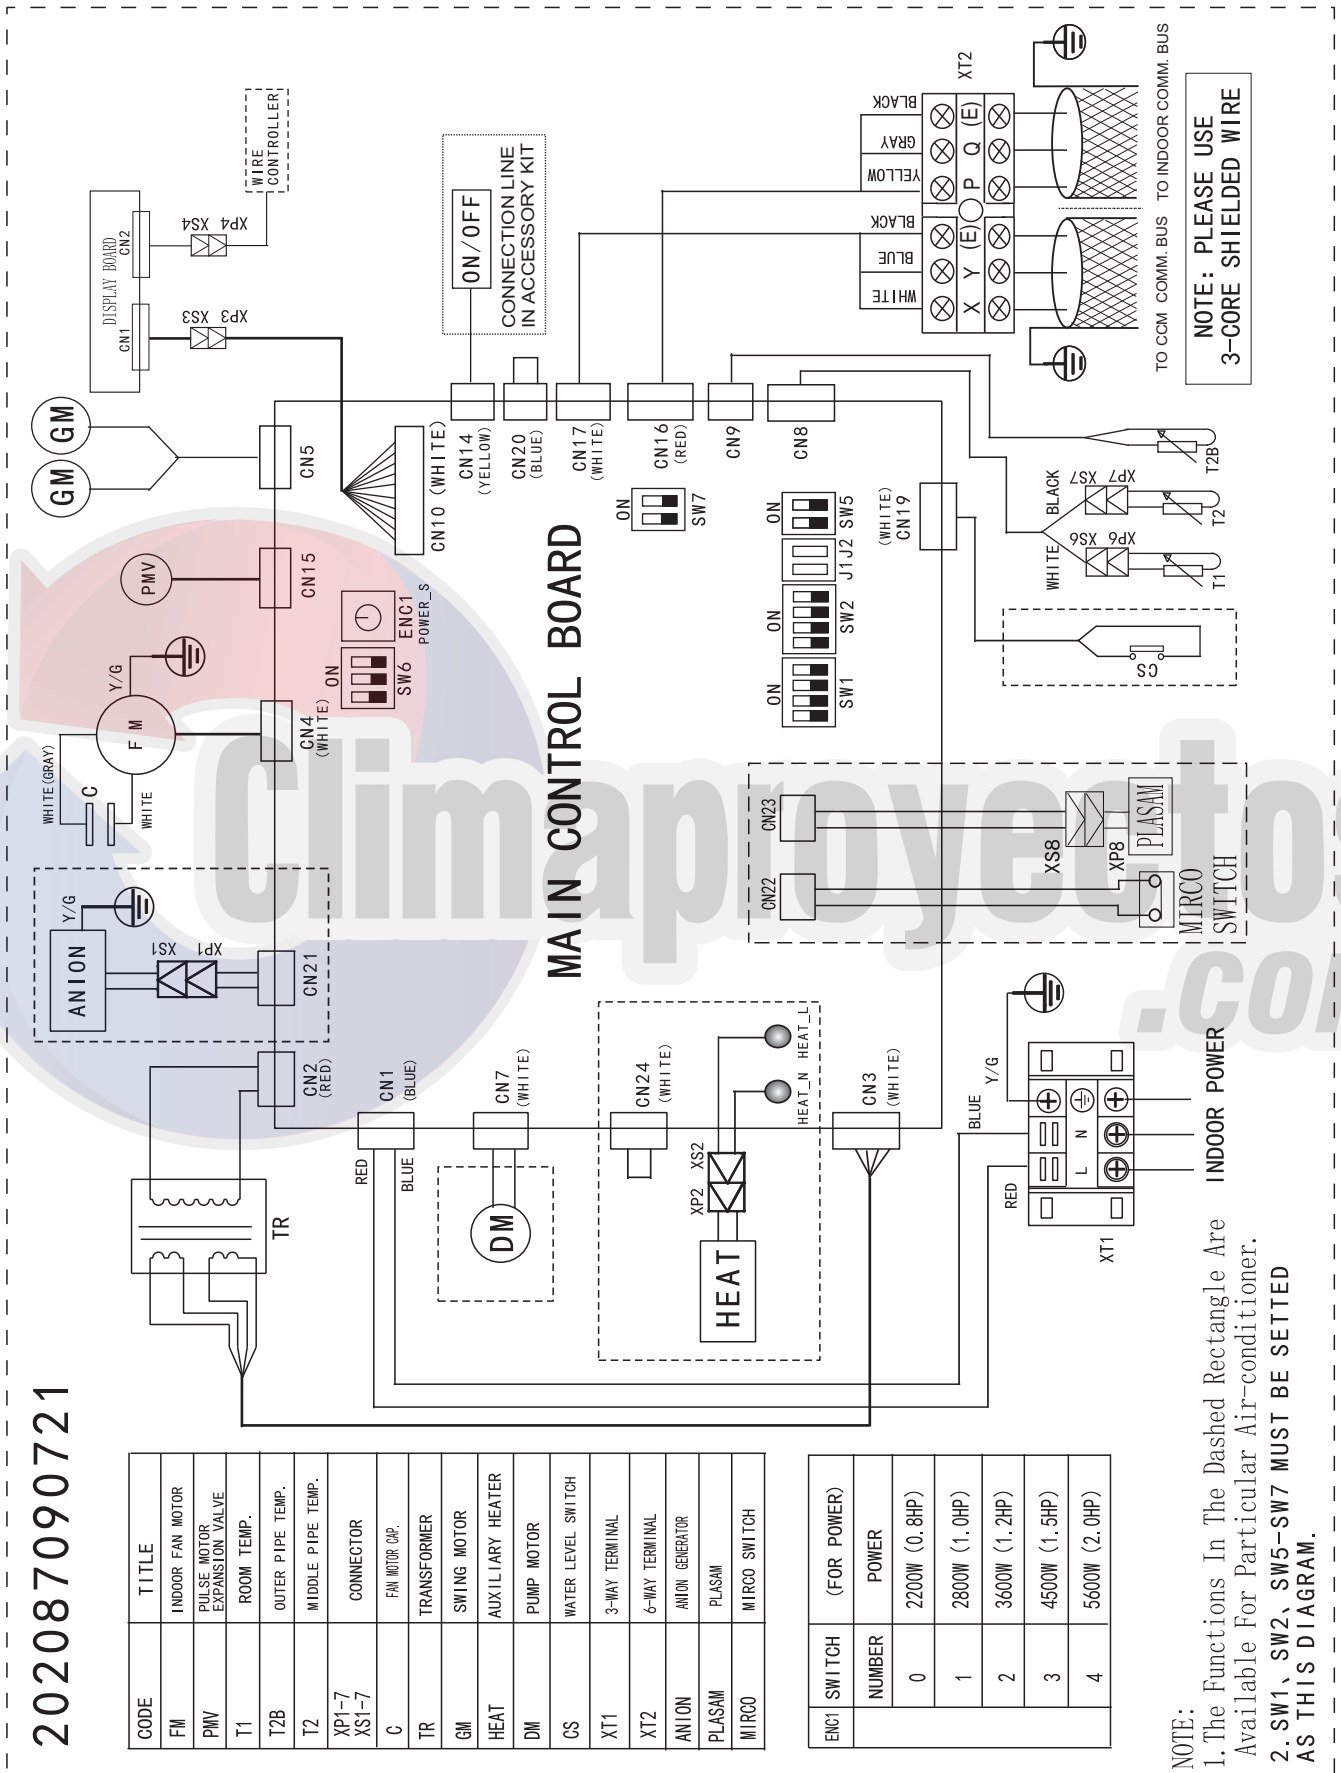 202087090721
CODE TITLE
FM INDOOR FAN MOTOR
PMV PULSE MOTOR
EXPANSION VALVE
T1 ROOM TEMP.
T2B OUTER PIPE TEMP.
T2 MIDDLE PIPE TEMP.
XP1-7
XS1-7 CONNECTOR
C FAN MOTOR CAP.
TR TRANSFORMER
GM SWING MOTOR
HEAT AUXILIARY HEATER
DM PUMP MOTOR
CS WATER LEVEL SWITCH
XT1 3-WAY TERMINAL
XT2 6-WAY TERMINAL
ANION ANION GENERATOR
PLASAM PLASAM
MIRCO MIRCO SWITCH
ENC1 SWITCH (FOR POWER)
NUMBER POWER
0 2200W (0.8HP)
1 2800W (1.0HP)
2 3600W (1.2HP)
3 4500W (1.5HP)
4 5600W (2.0HP)
NOTE:
1.The Functions In The Dashed Rectangle Are
Available For Particular Air-conditioner.
2.SW1、SW2、SW5-SW7 MUST BE SETTED
AS THIS DIAGRAM.
TR
CN2
(RED)
ANION
Y/G
XS1
XP1
CN21
WHITE(GRAY)
C
WHITE
F M
Y/G
CN4
(WHITE)
PMV
CN15
GM
GM
CN5
DISPLAY BOARD
CN1
CN2
XS3
XP3
XS4
XP4
WIRE
CONTROLLER
ON
SW6
ENC1
POWER_S
CN10 (WHITE)
ON/OFF
CONNECTION LINE
IN ACCESSORY KIT
CN14
(YELLOW)
CN20
(BLUE)
CN17
(WHITE)
CN16
(RED)
CN9
CN8
MAIN CONTROL BOARD
ON
SW7
ON
SW1
ON
SW2
J1J2
ON
SW5
(WHITE)
CN19
RED
BLUE
CN1
(BLUE)
DM
CN7
(WHITE)
CN24
(WHITE)
HEAT
XP2
XS2
HEAT_N
HEAT_L
CN3
(WHITE)
CN22
CN23
XS8
XP8
PLASAM
MIRCO
SWITCH
CS
WHITE
BLACK
XS6
XP6
XS7
XP7
T1
T2
T2B
WHITE
BLUE
BLACK
YELLOW
GRAY
BLACK
X Y (E) P Q (E)
XT2
TO CCM COMM. BUS
TO INDOOR COMM. BUS
NOTE: PLEASE USE
3-CORE SHIELDED WIRE
RED
BLUE
Y/G
L N
XT1
INDOOR POWER
Climaproyectos
.com